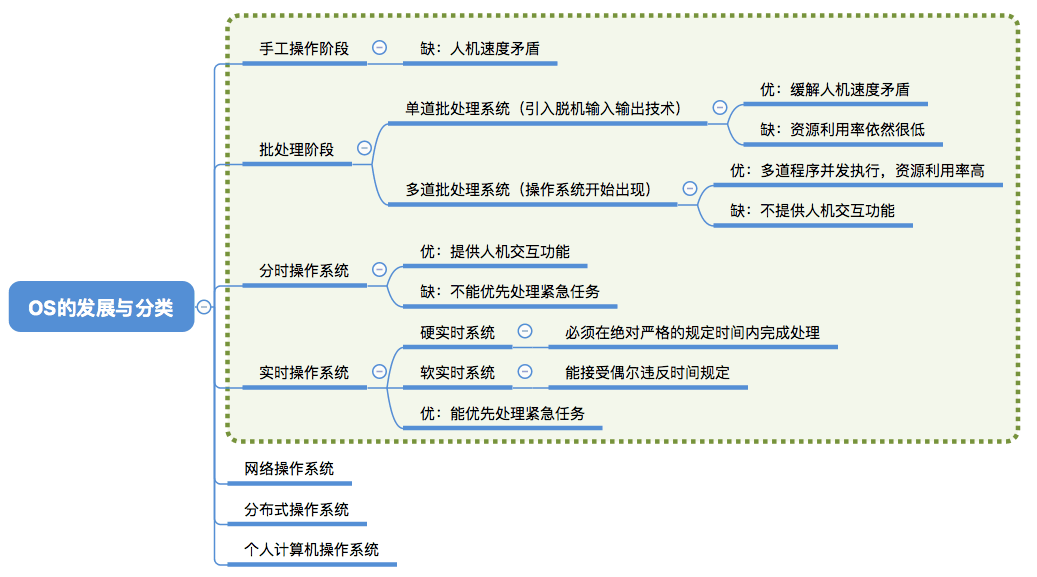 OS的发展与分类
手工操作阶段
缺：人机速度矛盾
批处理阶段
单道批处理系统（引入脱机输入输出技术）
优：缓解人机速度矛盾
缺：资源利用率依然很低
多道批处理系统（操作系统开始出现）
优：多道程序并发执行，资源利用率高
缺：不提供人机交互功能
分时操作系统
优：提供人机交互功能
缺：不能优先处理紧急任务
实时操作系统
硬实时系统
必须在绝对严格的规定时间内完成处理
软实时系统
能接受偶尔违反时间规定
优：能优先处理紧急任务
网络操作系统
分布式操作系统
个人计算机操作系统